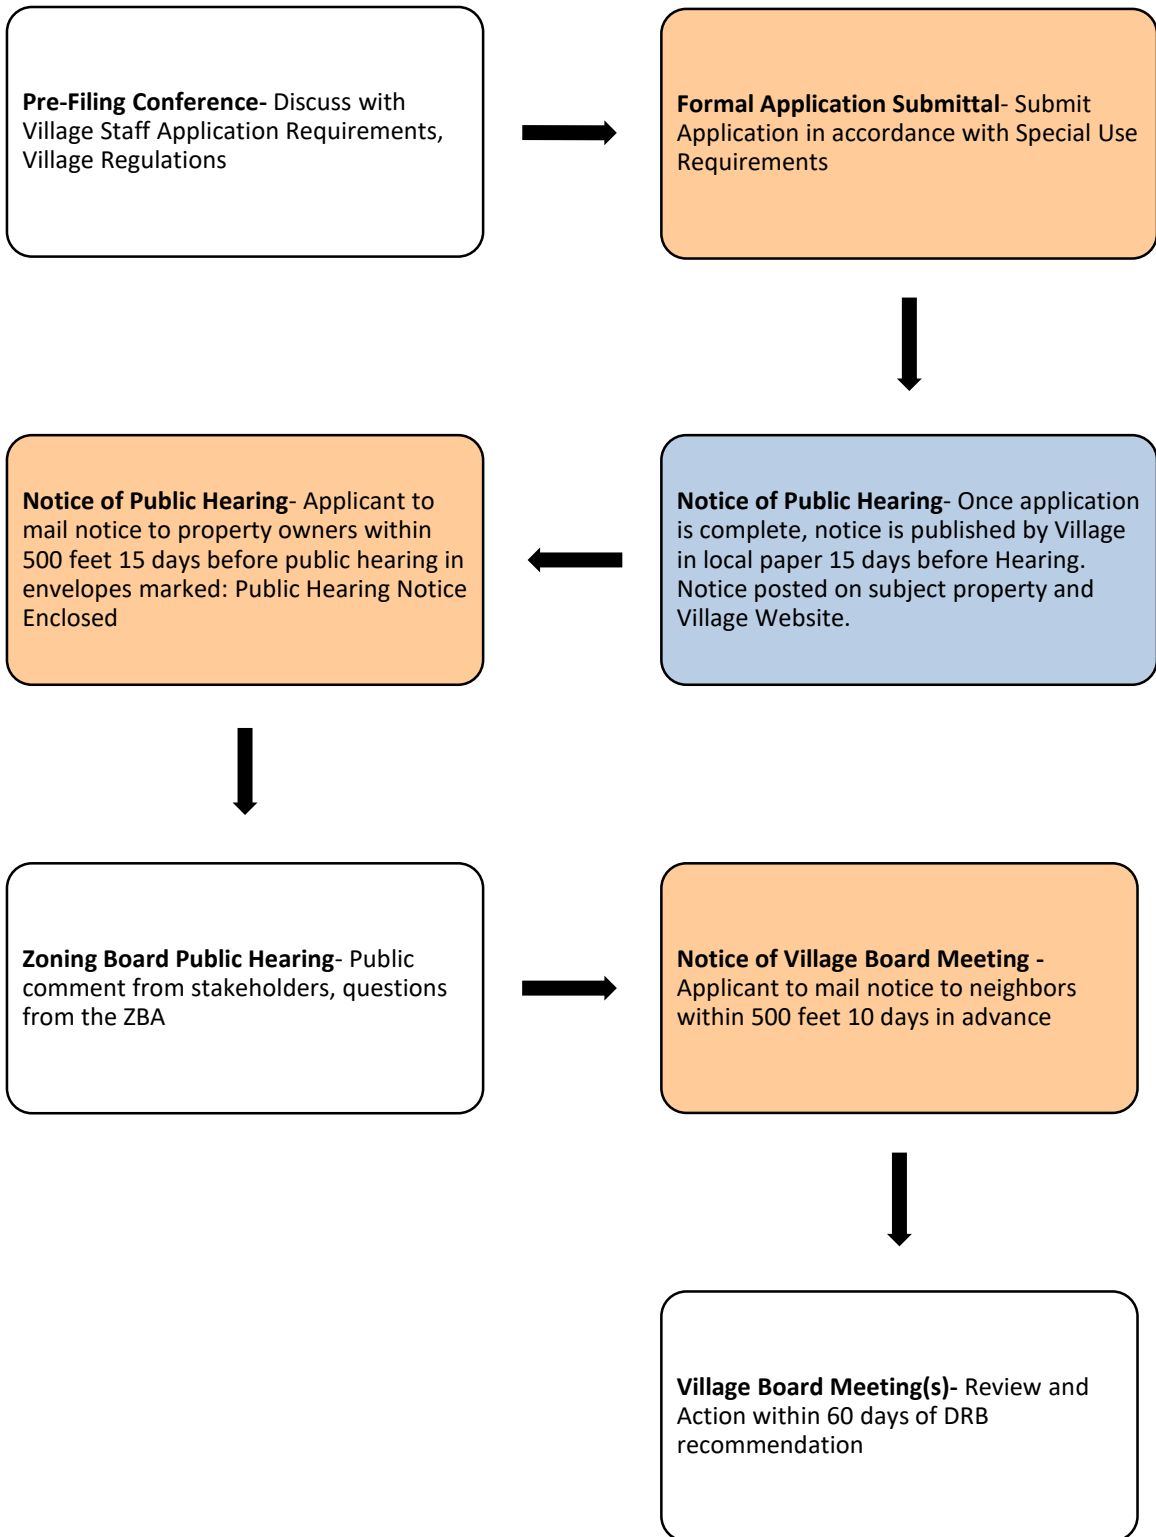 Pre-Filing Conference- Discuss with
Village Staff Application Requirements,
Village Regulations
Formal Application Submittal- Submit
Application in accordance with Special Use
Requirements
Notice of Public Hearing- Once application
is complete, notice is published by Village
in local paper 15 days before Hearing.
Notice posted on subject property and
Village Website.
Notice of Public Hearing- Applicant to
mail notice to property owners within
500 feet 15 days before public hearing in
envelopes marked: Public Hearing Notice
Enclosed
Zoning Board Public Hearing- Public
comment from stakeholders, questions
from the ZBA
Notice of Village Board Meeting -
Applicant to mail notice to neighbors
within 500 feet 10 days in advance
Village Board Meeting(s)- Review and
Action within 60 days of DRB
recommendation